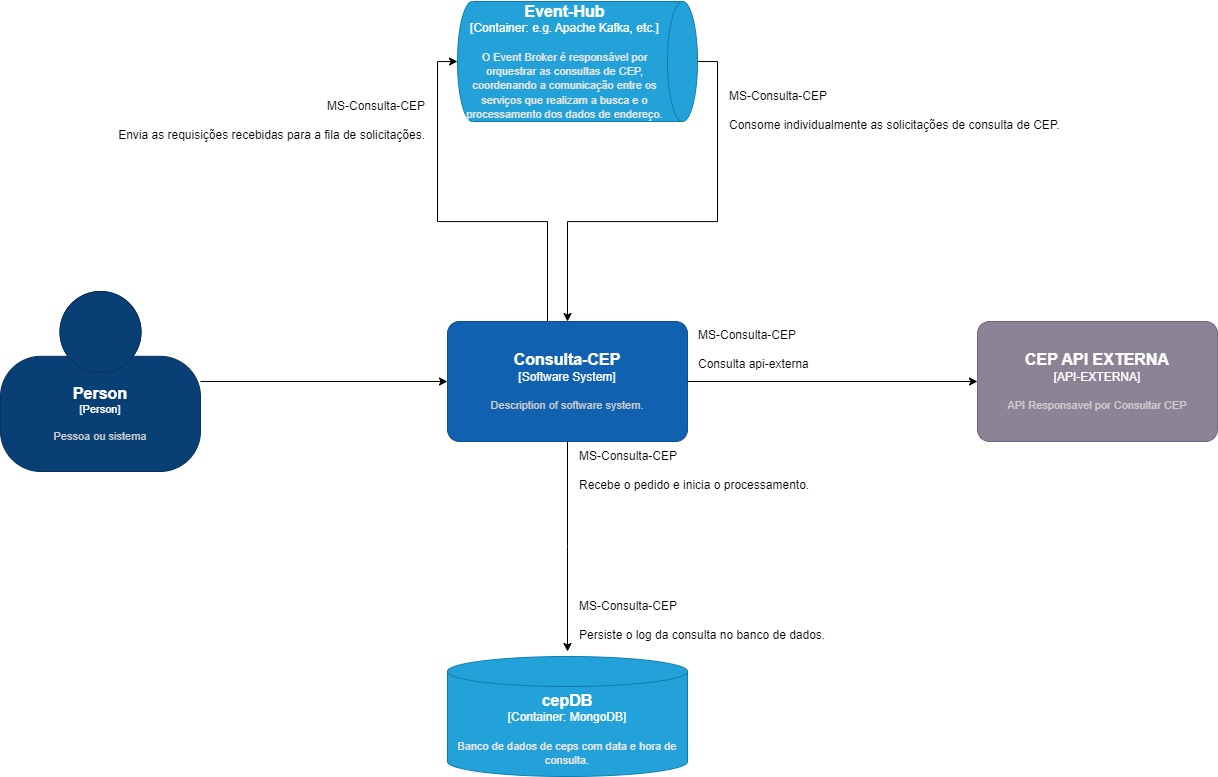 Event-Hub
[Container: e.g. Apache Kafka, etc.]
O Event Broker é responsável por
orquestrar as consultas de CEP,
coordenando a comunicação entre os
serviços que realizam a busca e o
processamento dos dados de endereço.
MS-Consulta-CEP
Envia as requisições recebidas para a fila de solicitações.
MS-Consulta-CEP
Consome individualmente as solicitações de consulta de CEP.
Person
[Person]
Pessoa ou sistema
Consulta-CEP
[Software System]
Description of software system.
MS-Consulta-CEP
Consulta api-externa
CEP API EXTERNA
[API-EXTERNA]
API Responsavel por Consultar CEP
MS-Consulta-CEP
Recebe o pedido e inicia o processamento.
MS-Consulta-CEP
Persiste o log da consulta no banco de dados.
cepDB
[Container: MongoDB]
Banco de dados de ceps com data e hora de
consulta.